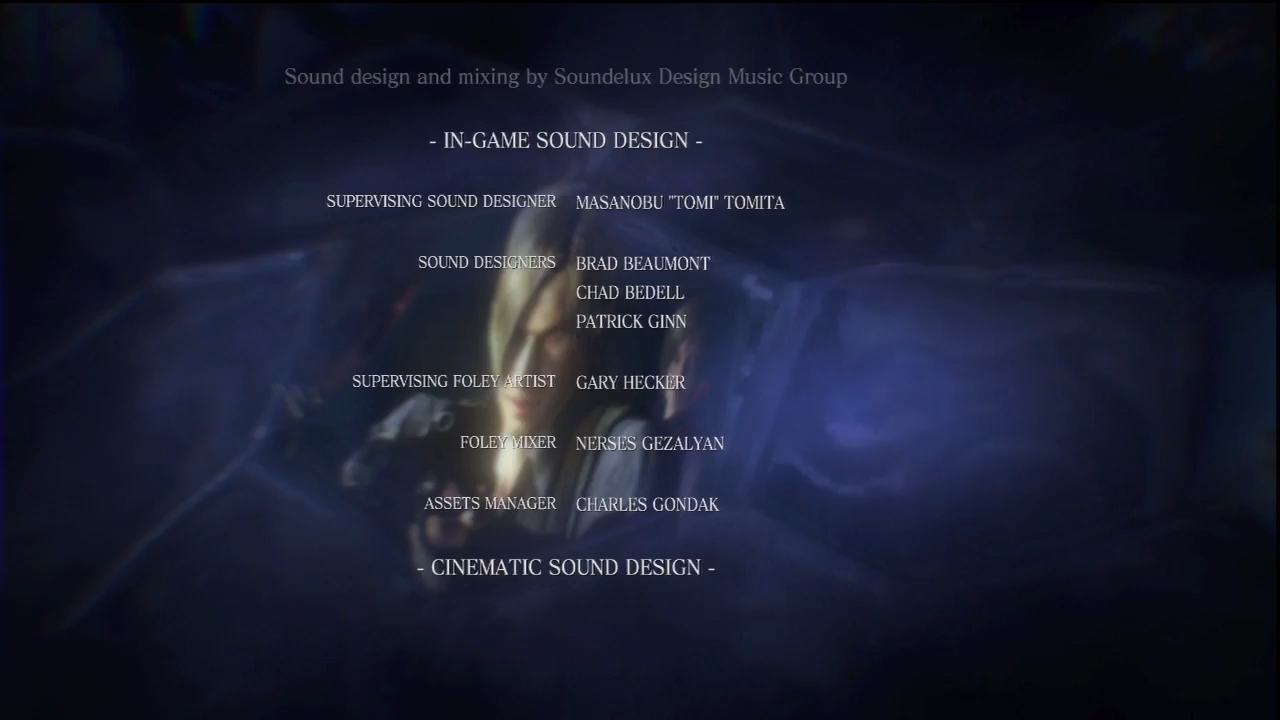 Sound design and mixing by Soundelux Design Music Group
- IN-GAME SOUND DESIGN -
SUPERVISING SOUND DESIGNER MASANOBU "TOMI" TOMITA
SOUND DESIGNERS BRAD BEAUMONT
CHAD BEDELL
PATRICK GINN
SUPERVISING FOLEY ARTIST GARY HECKER
FOLEY MIXER NERSES GEZALYAN
ASSETS MANAGER CHARLES GONDAK
- CINEMATIC SOUND DESIGN -